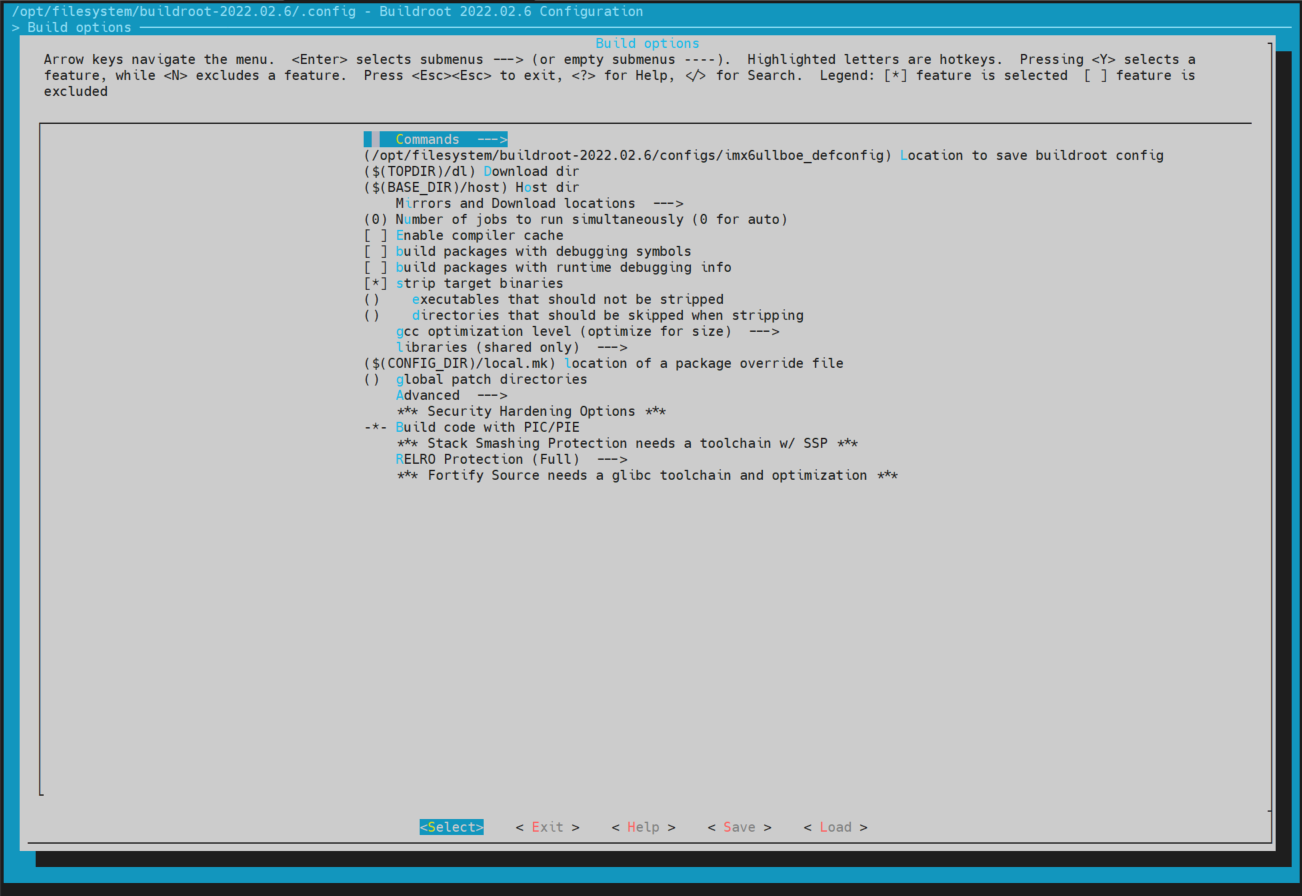 /opt/filesystem/buildroot-2022.02.6/.config - Buildroot 2022.02.6 Configuration
> Build options
Build options
Arrow keys navigate the menu.  <Enter> selects submenus ---> (or empty submenus ----).  Highlighted letters are hotkeys.  Pressing <Y> selects a
feature, while <N> excludes a feature.  Press <Esc><Esc> to exit, <?> for Help, </> for Search.  Legend: [*] feature is selected  [ ] feature is
excluded
Commands  --->
(/opt/filesystem/buildroot-2022.02.6/configs/imx6ullboe_defconfig) Location to save buildroot config
($(TOPDIR)/dl) Download dir
($(BASE_DIR)/host) Host dir
Mirrors and Download locations  --->
(0) Number of jobs to run simultaneously (0 for auto)
[ ] Enable compiler cache
[ ] build packages with debugging symbols
[ ] build packages with runtime debugging info
[*] strip target binaries
()    executables that should not be stripped
()    directories that should be skipped when stripping
gcc optimization level (optimize for size)  --->
libraries (shared only)  --->
($(CONFIG_DIR)/local.mk) location of a package override file
()  global patch directories
Advanced  --->
*** Security Hardening Options ***
-*- Build code with PIC/PIE
*** Stack Smashing Protection needs a toolchain w/ SSP ***
RELRO Protection (Full)  --->
*** Fortify Source needs a glibc toolchain and optimization ***
<Select>    < Exit >    < Help >    < Save >    < Load >